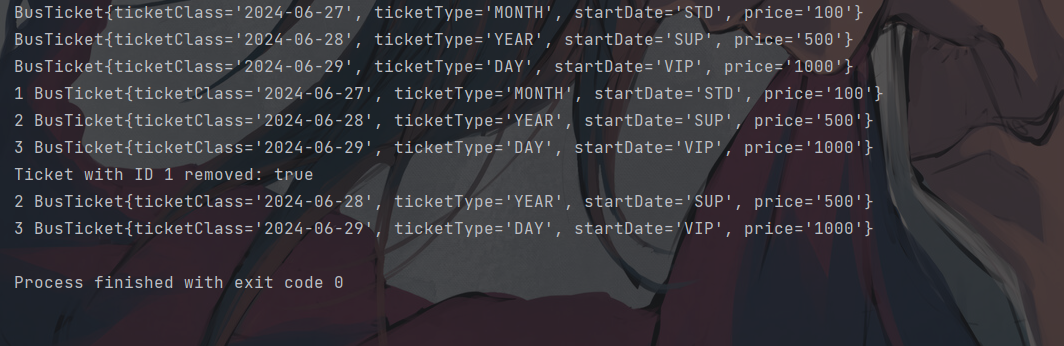 BusTicket{ticketClass='2024-06-27', ticketType='MONTH', startDate='STD', price='100'}
BusTicket{ticketClass='2024-06-28', ticketType='YEAR', startDate='SUP', price='500'}
BusTicket{ticketClass='2024-06-29', ticketType='DAY', startDate='VIP', price='1000'}
1 BusTicket{ticketClass='2024-06-27', ticketType='MONTH', startDate='STD', price='100'}
2 BusTicket{ticketClass='2024-06-28', ticketType='YEAR', startDate='SUP', price='500'}
3 BusTicket{ticketClass='2024-06-29', ticketType='DAY', startDate='VIP', price='1000'}
Ticket with ID 1 removed: true
2 BusTicket{ticketClass='2024-06-28', ticketType='YEAR', startDate='SUP', price='500'}
3 BusTicket{ticketClass='2024-06-29', ticketType='DAY', startDate='VIP', price='1000'}
Process finished with exit code 0